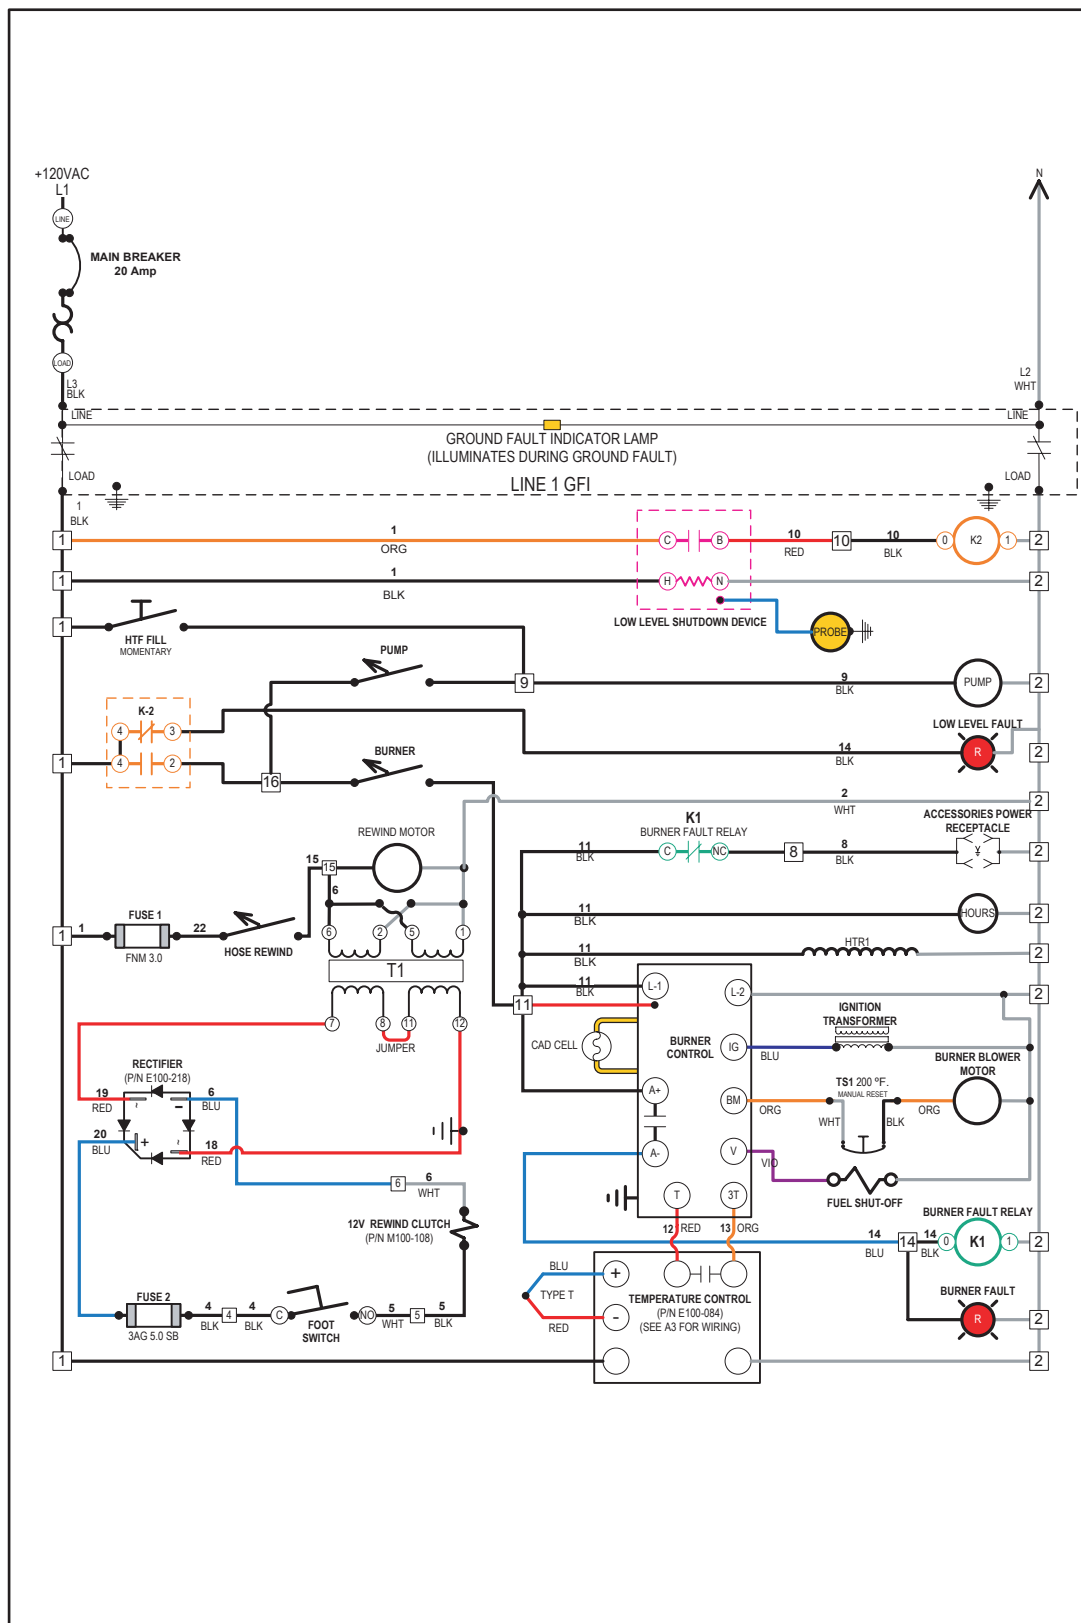 +120VAC
L1
N
LINE
MAIN BREAKER
20 Amp
LOAD
L3
BLK
L2
WHT
LINE
LINE
GROUND FAULT INDICATOR LAMP
(ILLUMINATES DURING GROUND FAULT)
LOAD
LOAD
LINE 1 GFI
1
BLK
1 1 ORG C B 10 RED 10 10 BLK 0 K2 1 2
1 1 BLK H N 2
LOW LEVEL SHUTDOWN DEVICE
PROBE
1
HTF FILL
MOMENTARY
PUMP
9 9 BLK PUMP 2
K-2
4 3
LOW LEVEL FAULT
14 BLK R 2
1 4 2
16
BURNER
2 WHT 2
REWIND MOTOR
K1
BURNER FAULT RELAY
ACCESSORIES POWER
RECEPTACLE
11 BLK C NC 8 8 BLK 2
15 15
6
FUSE 1
11 BLK HOURS 2
1 1 22
FNM 3.0
HOSE REWIND
6 2 5 1
HTR1
11 BLK 2
T1
11 BLK L-1 L-2 2
11
7 8 11 12
JUMPER
IGNITION
TRANSFORMER
CAD CELL
BURNER
CONTROL
IG BLU
BURNER BLOWER
MOTOR
RECTIFIER
(P/N E100-218)
TS1 200 ºF.
MANUAL RESET
19 RED
6 BLU
~
−
A+
BM ORG WHT BLK ORG
20 BLU
+
~
18 RED
A- V VIO
6
6 WHT
T 3T
FUEL SHUT-OFF
12V REWIND CLUTCH
(P/N M100-108)
12 RED 13 ORG
BURNER FAULT RELAY
14 BLU 14 14 BLK 0 K1 1 2
BLU
TYPE T
RED
+
-
TEMPERATURE CONTROL
(P/N E100-084)
(SEE A3 FOR WIRING)
BURNER FAULT
R 2
FUSE 2
3AG 5.0 SB
4 BLK 4 4 BLK C NO 5 WHT 5 5 BLK
FOOT
SWITCH
1 2